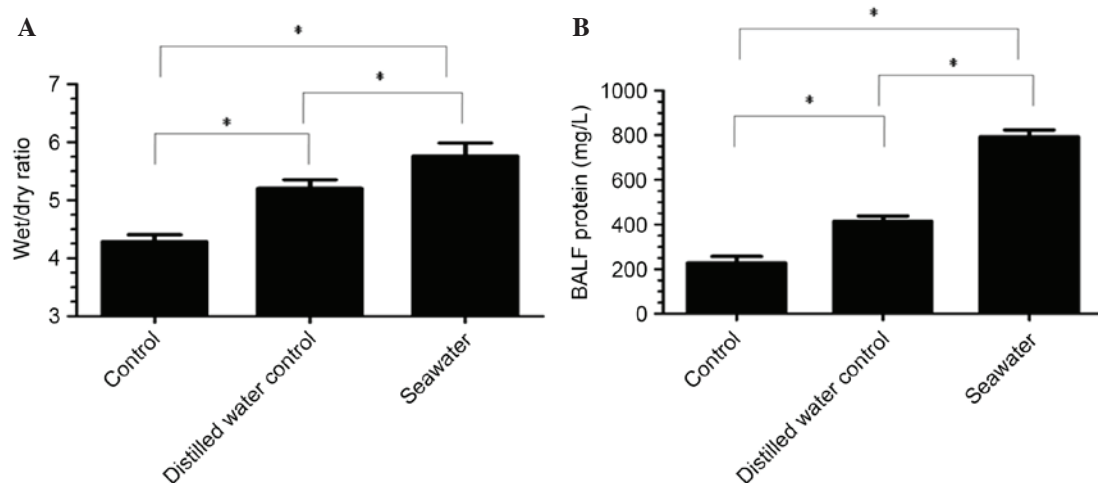 A
*
*
*
Wet/dry ratio
7
6
5
4
3
Control
Distilled water control
Seawater
B
*
*
*
BALF protein (mg/L)
1000
800
600
400
200
0
Control
Distilled water control
Seawater